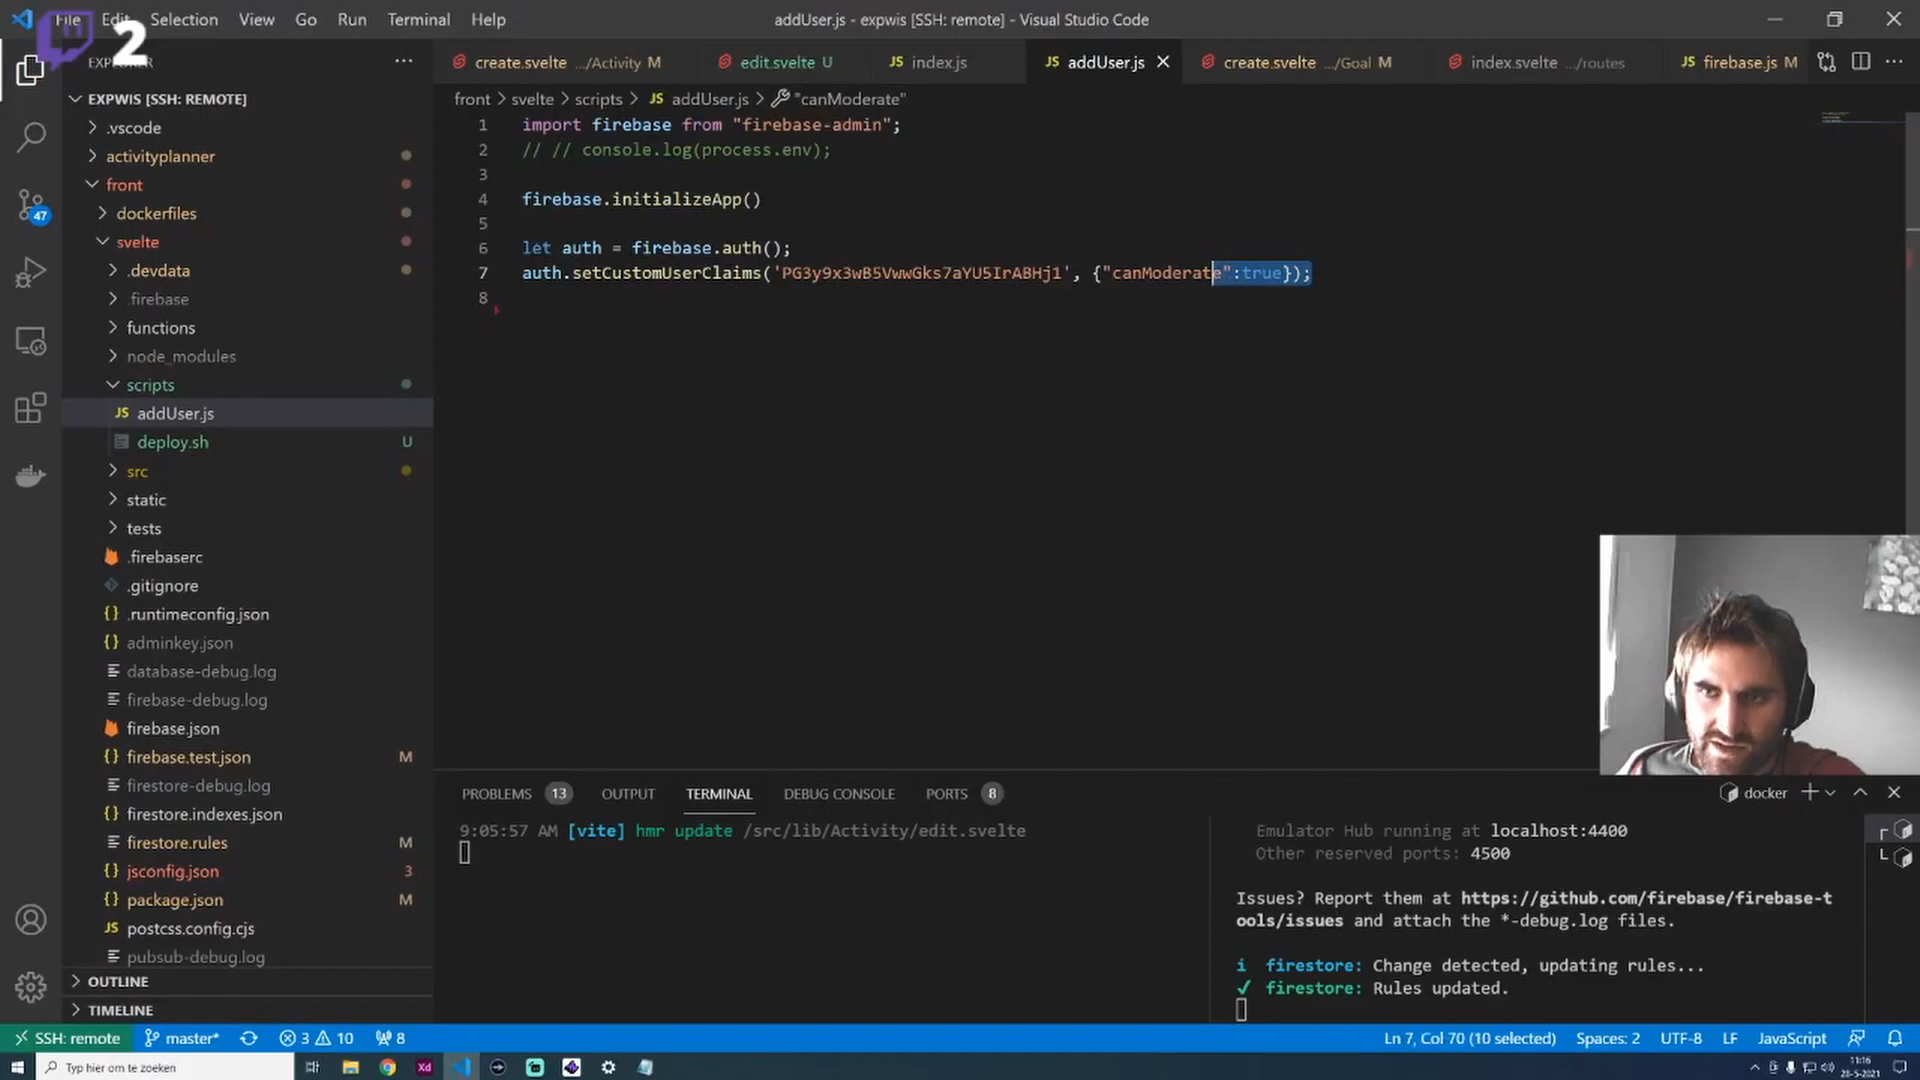 File Edit Selection View Go Run Terminal Help
addUser.js - expwis [SSH: remote] - Visual Studio Code
2
EXPLORER
create.svelte .../Activity M
edit.svelte U
index.js
addUser.js
create.svelte .../Goal M
index.svelte .../routes
firebase.js M
EXPWIS [SSH: REMOTE]
.vscode
activityplanner
front
dockerfiles
svelte
.devdata
.firebase
functions
node_modules
scripts
addUser.js
deploy.sh U
src
static
tests
.firebaserc
.gitignore
.runtimeconfig.json
adminkey.json
database-debug.log
firebase-debug.log
firebase.json
firebase.test.json M
firestore-debug.log
firestore.indexes.json
firestore.rules M
jsconfig.json 3
package.json M
postcss.config.cjs
pubsub-debug.log
OUTLINE
TIMELINE
47
front > svelte > scripts > JS addUser.js > "canModerate"
1 import firebase from "firebase-admin";
2 // // console.log(process.env);
3
4 firebase.initializeApp()
5
6 let auth = firebase.auth();
7 auth.setCustomUserClaims('PG3y9x3wB5VwwGks7aYU5IrABHj1', {"canModerate":true});
8
PROBLEMS 13 OUTPUT TERMINAL DEBUG CONSOLE PORTS 8
docker
9:05:57 AM [vite] hmr update /src/lib/Activity/edit.svelte
Emulator Hub running at localhost:4400
Other reserved ports: 4500
Issues? Report them at https://github.com/firebase/firebase-t
ools/issues and attach the *-debug.log files.
i firestore: Change detected, updating rules...
✓ firestore: Rules updated.
SSH: remote master* 3 10 8
Ln 7, Col 70 (10 selected) Spaces: 2 UTF-8 LF JavaScript
Typ hier om te zoeken
Xd
11:16
28-5-2021